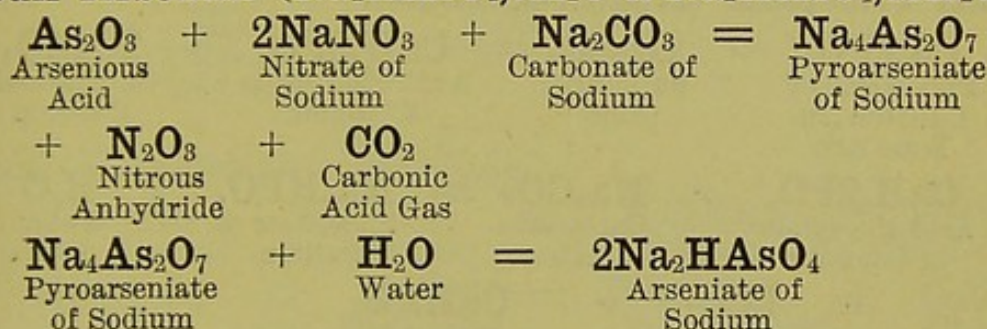 As₂O₃ + 2NaNO₃ + Na₂CO₃ = Na₄As₂O₇
Arsenious Nitrate of Carbonate of Pyroarseniate
Acid Sodium Sodium of Sodium
+ N₂O₃ + CO₂
Nitrous Carbonic
Anhydride Acid Gas
Na₄As₂O₇ + H₂O = 2Na₂HAsO₄
Pyroarseniate Water Arseniate of
of Sodium Sodium